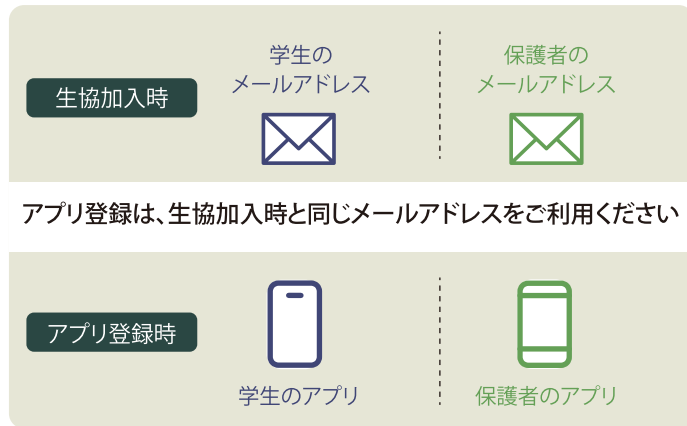 生協加入時
学生の
メールアドレス
保護者の
メールアドレス
アプリ登録は、生協加入時と同じメールアドレスをご利用ください
アプリ登録時
学生のアプリ
保護者のアプリ